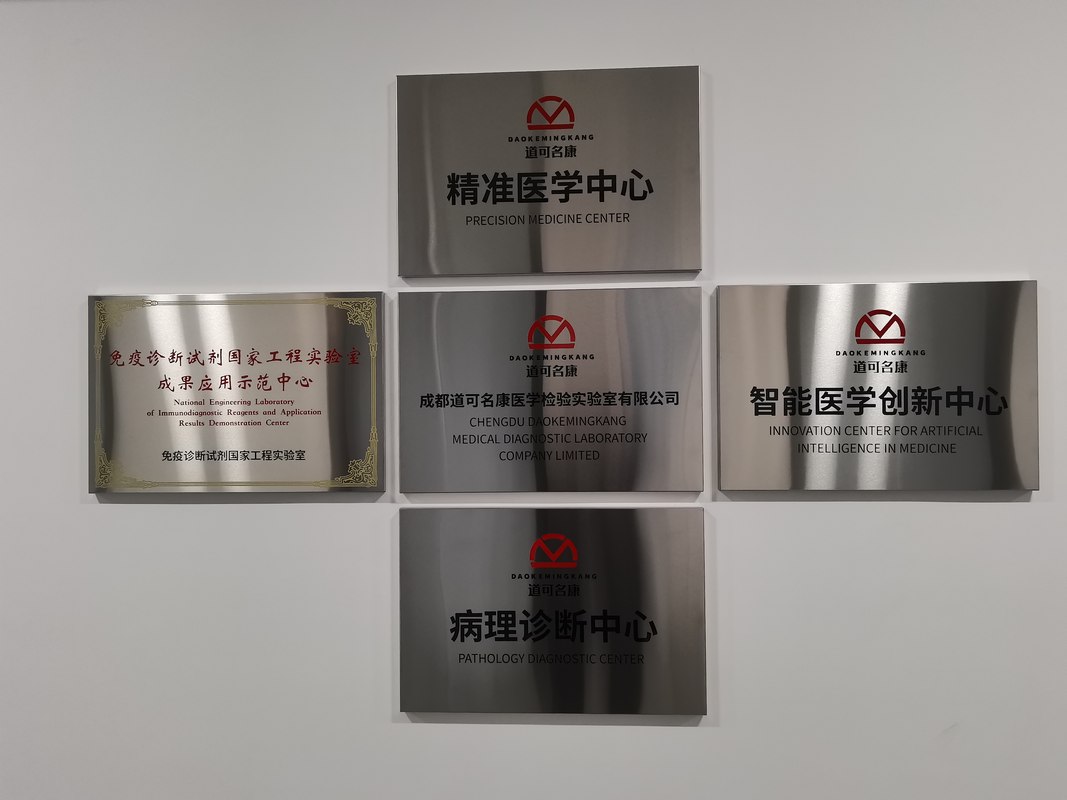 DAOKEMINGKANG
道可名康
精准医学中心
PRECISION MEDICINE CENTER
免疫诊断试剂国家工程实验室
成果应用示范中心
National Engineering Laboratory
of Immunodiagnostic Reagents and Application
Results Demonstration Center
免疫诊断试剂国家工程实验室
DAOKEMINGKANG
道可名康
成都道可名康医学检验实验室有限公司
CHENGDU DAOKEMINGKANG
MEDICAL DIAGNOSTIC LABORATORY
COMPANY LIMITED
DAOKEMINGKANG
道可名康
智能医学创新中心
INNOVATION CENTER FOR ARTIFICIAL
INTELLIGENCE IN MEDICINE
DAOKEMINGKANG
道可名康
病理诊断中心
PATHOLOGY DIAGNOSTIC CENTER